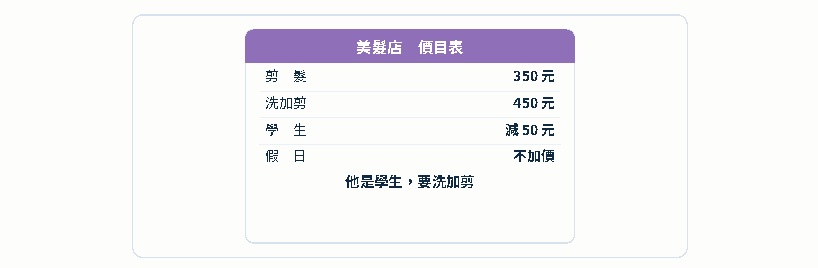 美髮店　價目表
剪　髮　350 元
洗加剪　450 元
學　生　減 50 元
假　日　不加價
他是學生，要洗加剪